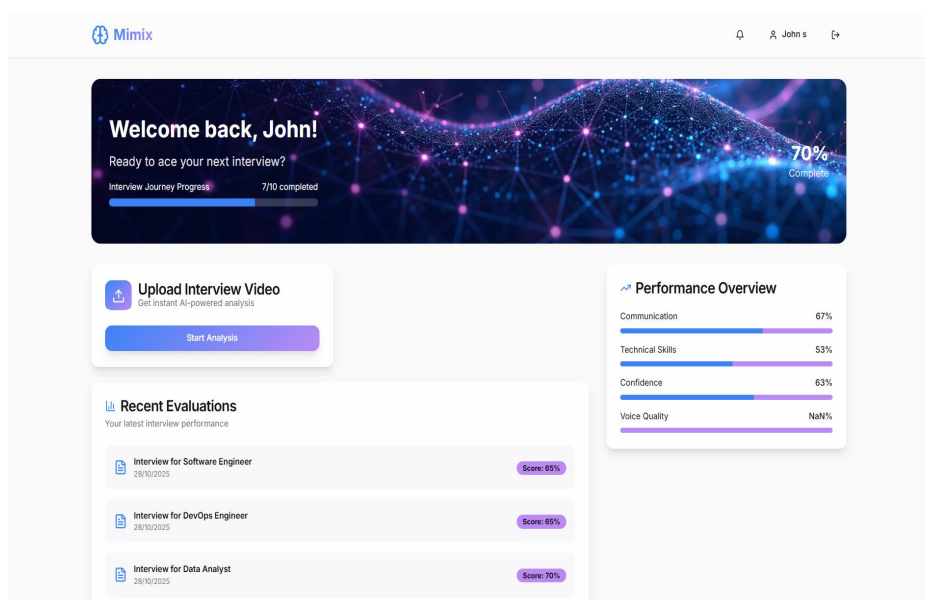 Mimix
John s
Welcome back, John!
Ready to ace your next interview?
Interview Journey Progress 7/10 completed
70%
Complete
Upload Interview Video
Get instant AI-powered analysis
Start Analysis
Performance Overview
Communication 67%
Technical Skills 53%
Confidence 63%
Voice Quality NaN%
Recent Evaluations
Your latest interview performance
Interview for Software Engineer
28/10/2025
Score: 65%
Interview for DevOps Engineer
28/10/2025
Score: 65%
Interview for Data Analyst
28/10/2025
Score: 70%